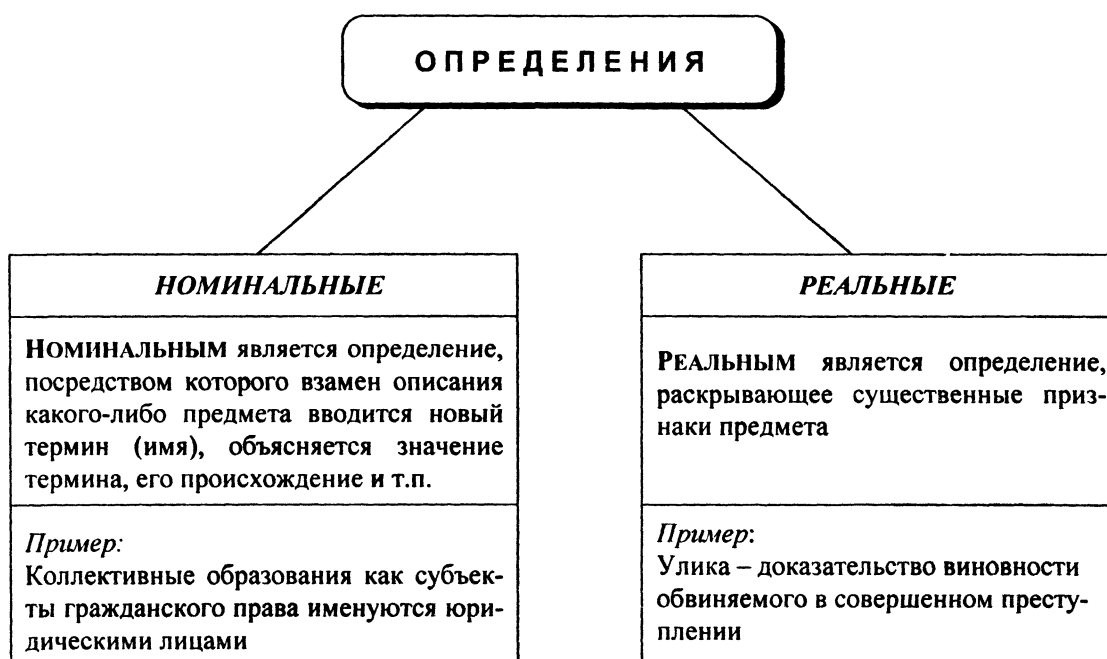 ОПРЕДЕЛЕНИЯ
НОМИНАЛЬНЫЕ
НОМИНАЛЬНЫМ является определение,
посредством которого взамен описания
какого-либо предмета вводится новый
термин (имя), объясняется значение
термина, его происхождение и т.п.
Пример:
Коллективные образования как субъек-
ты гражданского права именуются юри-
дическими лицами
РЕАЛЬНЫЕ
РЕАЛЬНЫМ является определение,
раскрывающее существенные приз-
наки предмета
Пример:
Улика – доказательство виновности
обвиняемого в совершенном престу-
плении